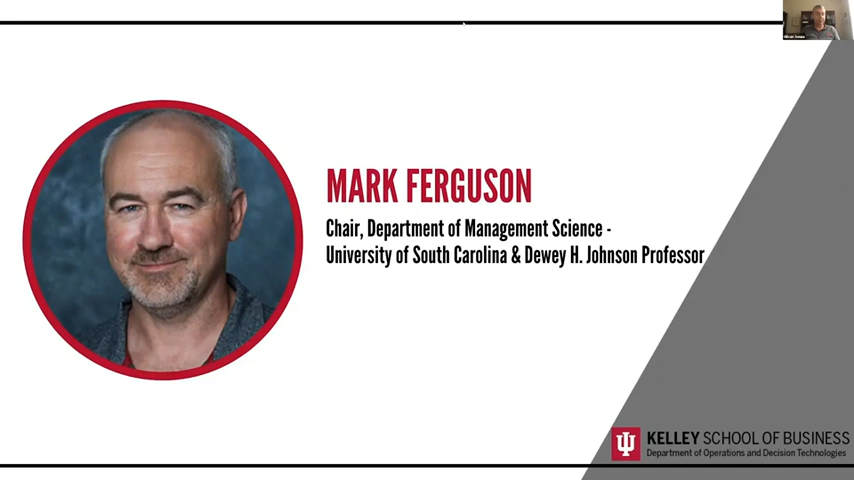 MARK FERGUSON
Chair, Department of Management Science -
University of South Carolina & Dewey H. Johnson Professor
KELLEY SCHOOL OF BUSINESS
Department of Operations and Decision Technologies